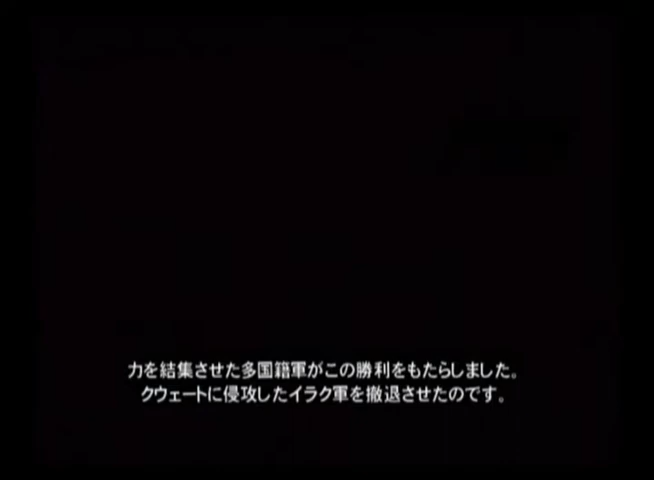 力を結集させた多国籍軍がこの勝利をもたらしました。
クウェートに侵攻したイラク軍を撤退させたのです。